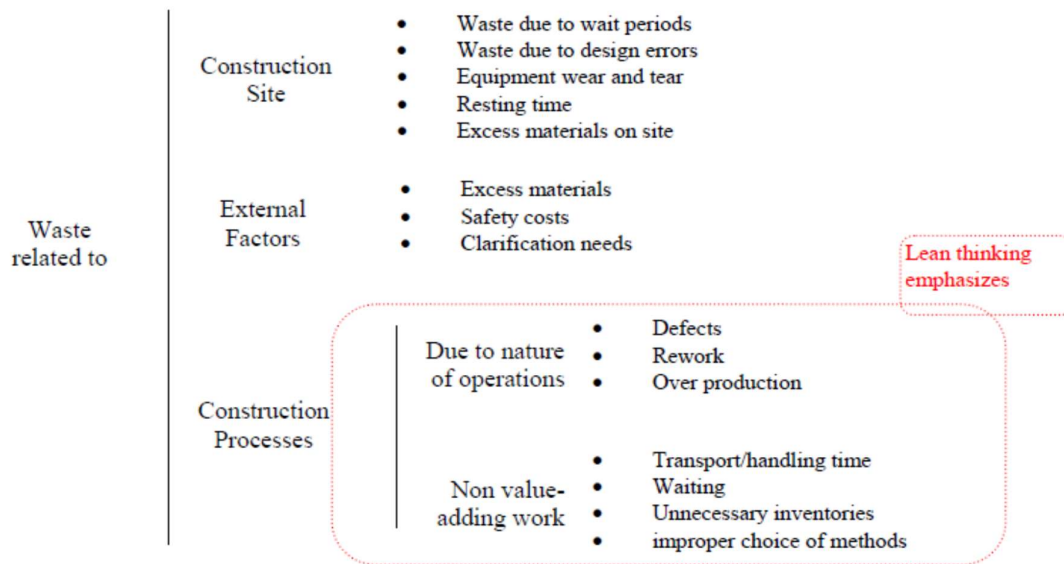 Waste
related to
Construction
Site
• Waste due to wait periods
• Waste due to design errors
• Equipment wear and tear
• Resting time
• Excess materials on site
External
Factors
• Excess materials
• Safety costs
• Clarification needs
Lean thinking
emphasizes
Construction
Processes
Due to nature
of operations
• Defects
• Rework
• Over production
Non value-
adding work
• Transport/handling time
• Waiting
• Unnecessary inventories
• improper choice of methods